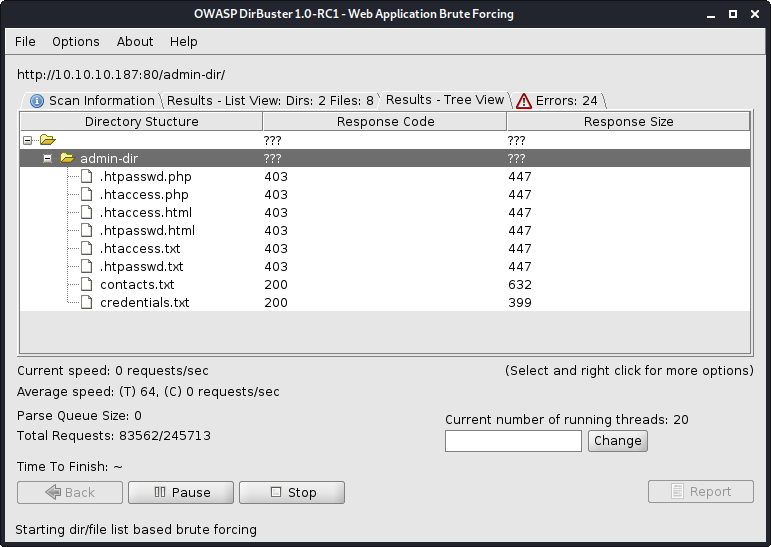 OWASP DirBuster 1.0-RC1 - Web Application Brute Forcing
File Options About Help
http://10.10.10.187:80/admin-dir/
Scan Information Results - List View: Dirs: 2 Files: 8 Results - Tree View Errors: 24
Directory Stucture Response Code Response Size
??? ???
admin-dir ??? ???
.htpasswd.php 403 447
.htaccess.php 403 447
.htaccess.html 403 447
.htpasswd.html 403 447
.htaccess.txt 403 447
.htpasswd.txt 403 447
contacts.txt 200 632
credentials.txt 200 399
Current speed: 0 requests/sec (Select and right click for more options)
Average speed: (T) 64, (C) 0 requests/sec
Parse Queue Size: 0 Current number of running threads: 20
Total Requests: 83562/245713 Change
Time To Finish: ~
Back Pause Stop Report
Starting dir/file list based brute forcing